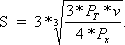 S = 3*∛(3*P_T*v / 4*P_x).